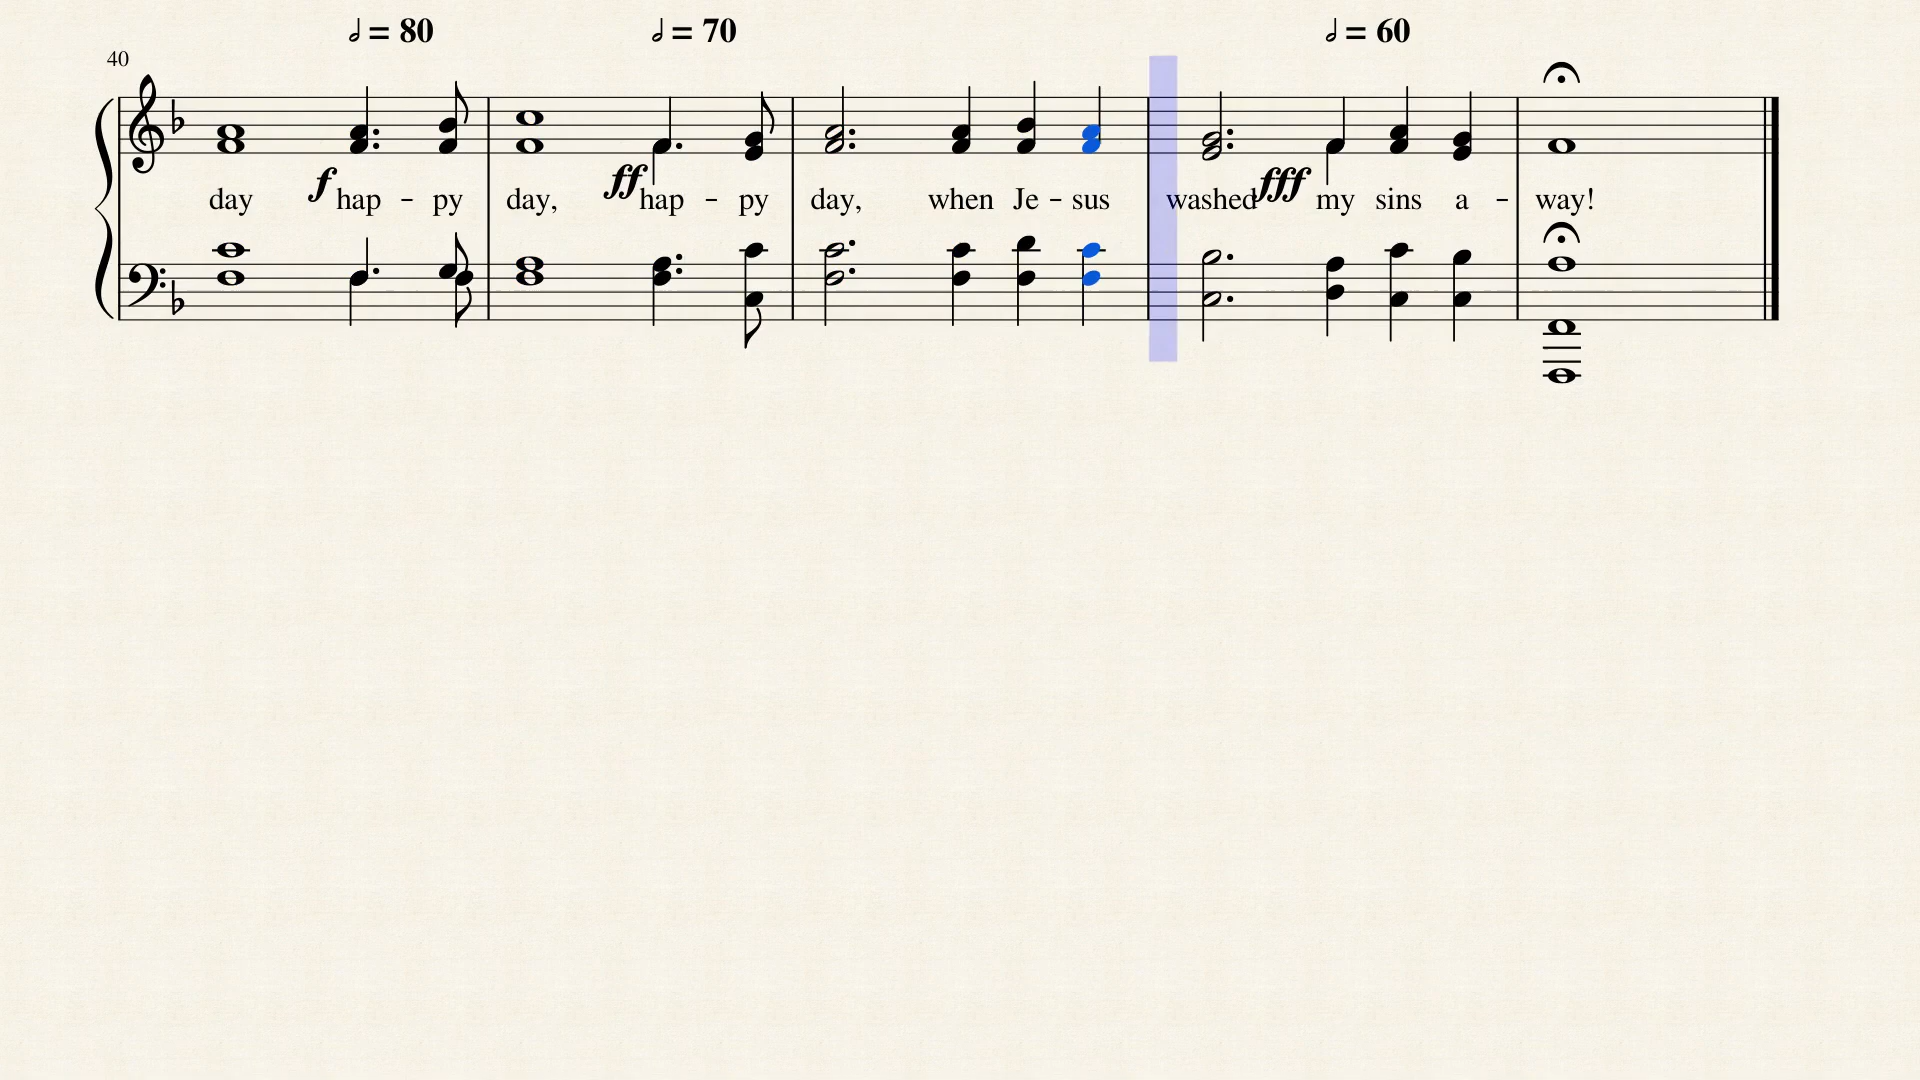 𝅗𝅥 = 80 𝅗𝅥 = 70 𝅗𝅥 = 60
40
f ff fff
day hap - py day, hap - py day, when Je - sus washed my sins a - way!